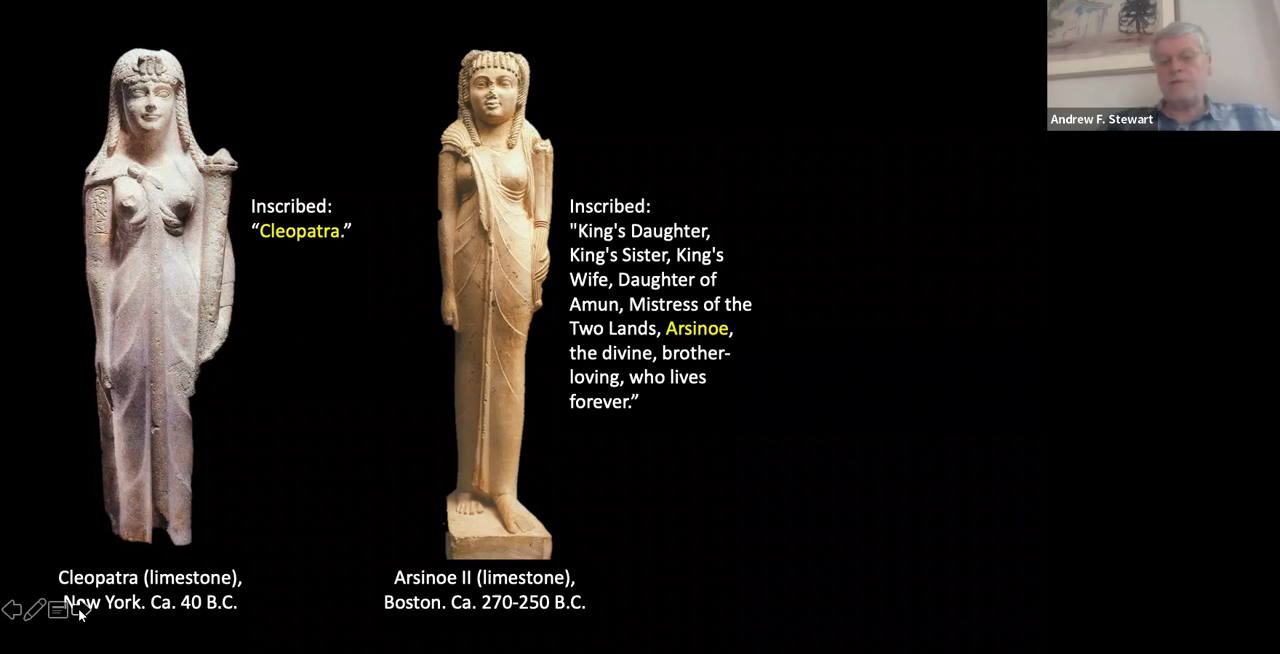 Andrew F. Stewart
Inscribed:
“Cleopatra.”
Inscribed:
"King's Daughter,
King's Sister, King's
Wife, Daughter of
Amun, Mistress of the
Two Lands, Arsinoe,
the divine, brother-
loving, who lives
forever.”
Cleopatra (limestone),
New York. Ca. 40 B.C.
Arsinoe II (limestone),
Boston. Ca. 270-250 B.C.